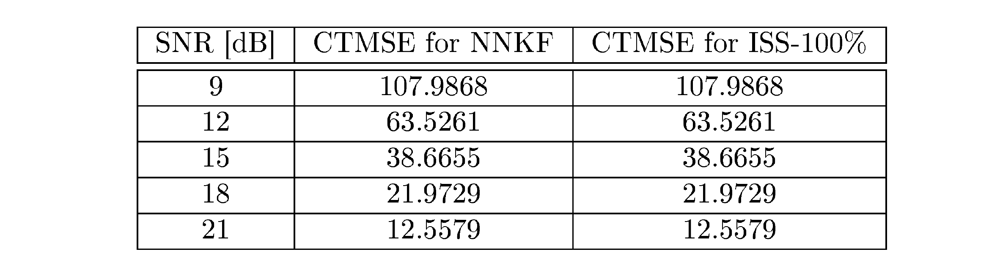 SNR [dB] CTMSE for NNKF CTMSE for ISS-100%
9 107.9868 107.9868
12 63.5261 63.5261
15 38.6655 38.6655
18 21.9729 21.9729
21 12.5579 12.5579